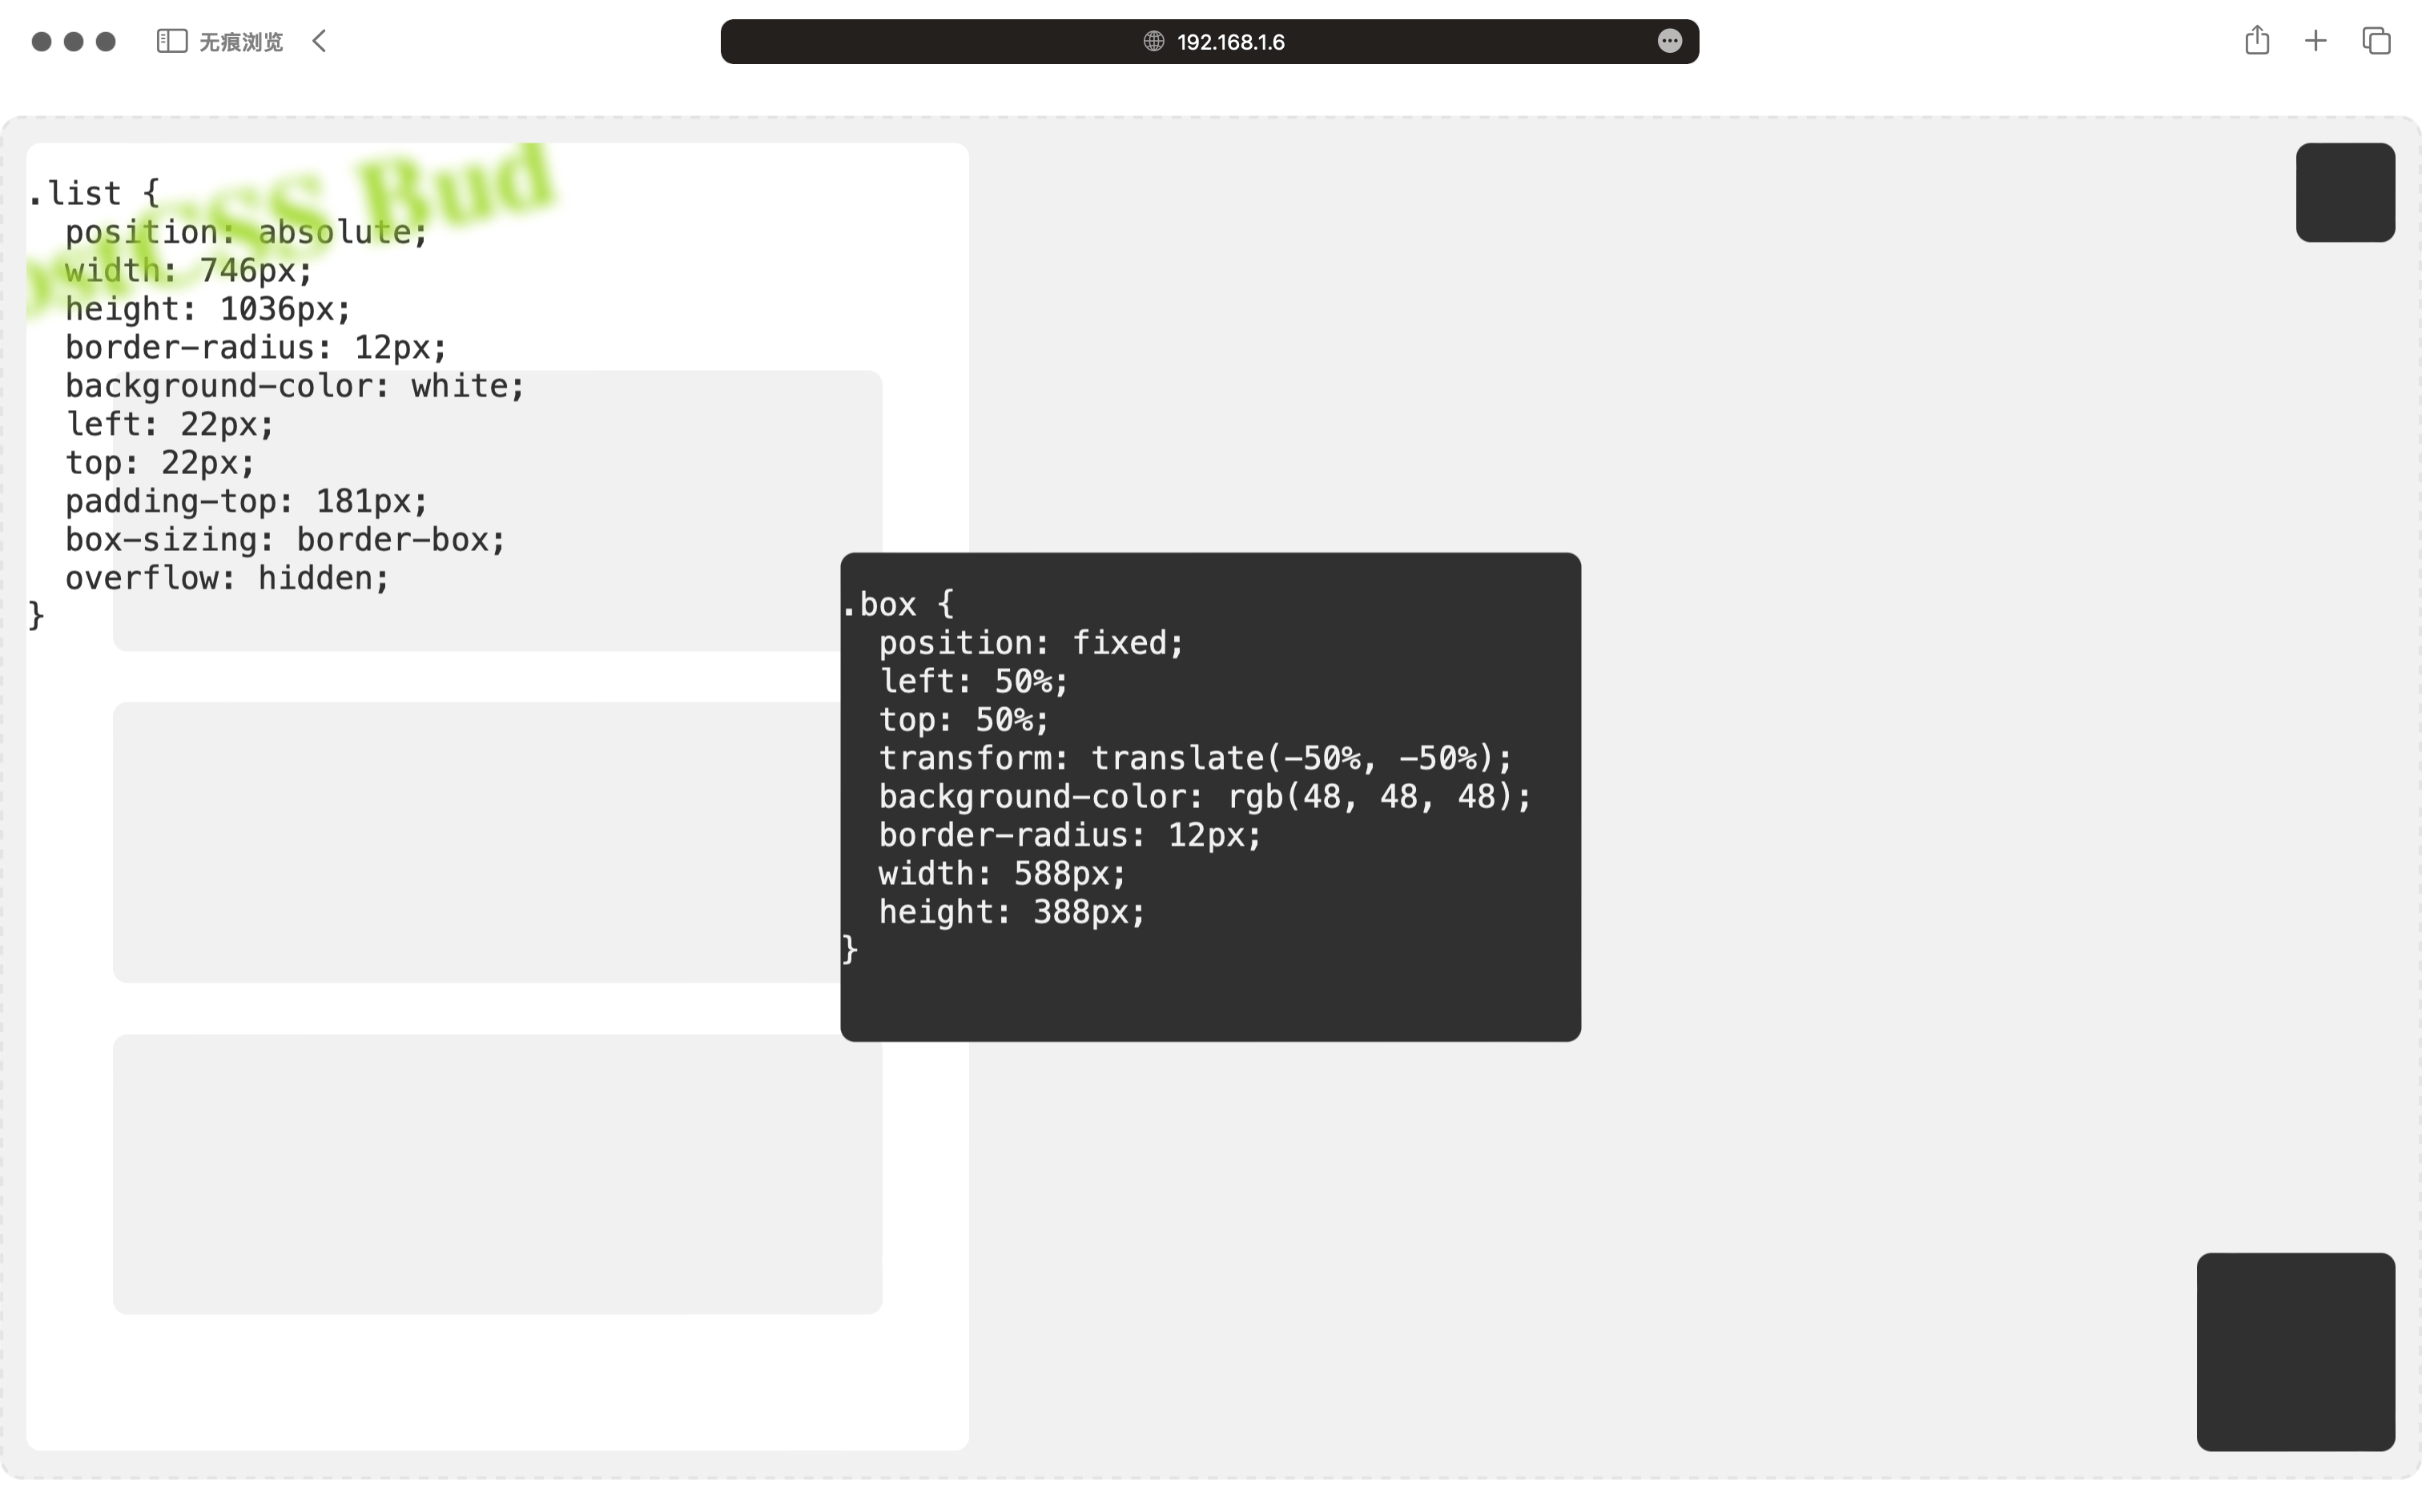 无痕浏览
192.168.1.6
CSS Bud
.list {
  position: absolute;
  width: 746px;
  height: 1036px;
  border-radius: 12px;
  background-color: white;
  left: 22px;
  top: 22px;
  padding-top: 181px;
  box-sizing: border-box;
  overflow: hidden;
}
.box {
  position: fixed;
  left: 50%;
  top: 50%;
  transform: translate(-50%, -50%);
  background-color: rgb(48, 48, 48);
  border-radius: 12px;
  width: 588px;
  height: 388px;
}